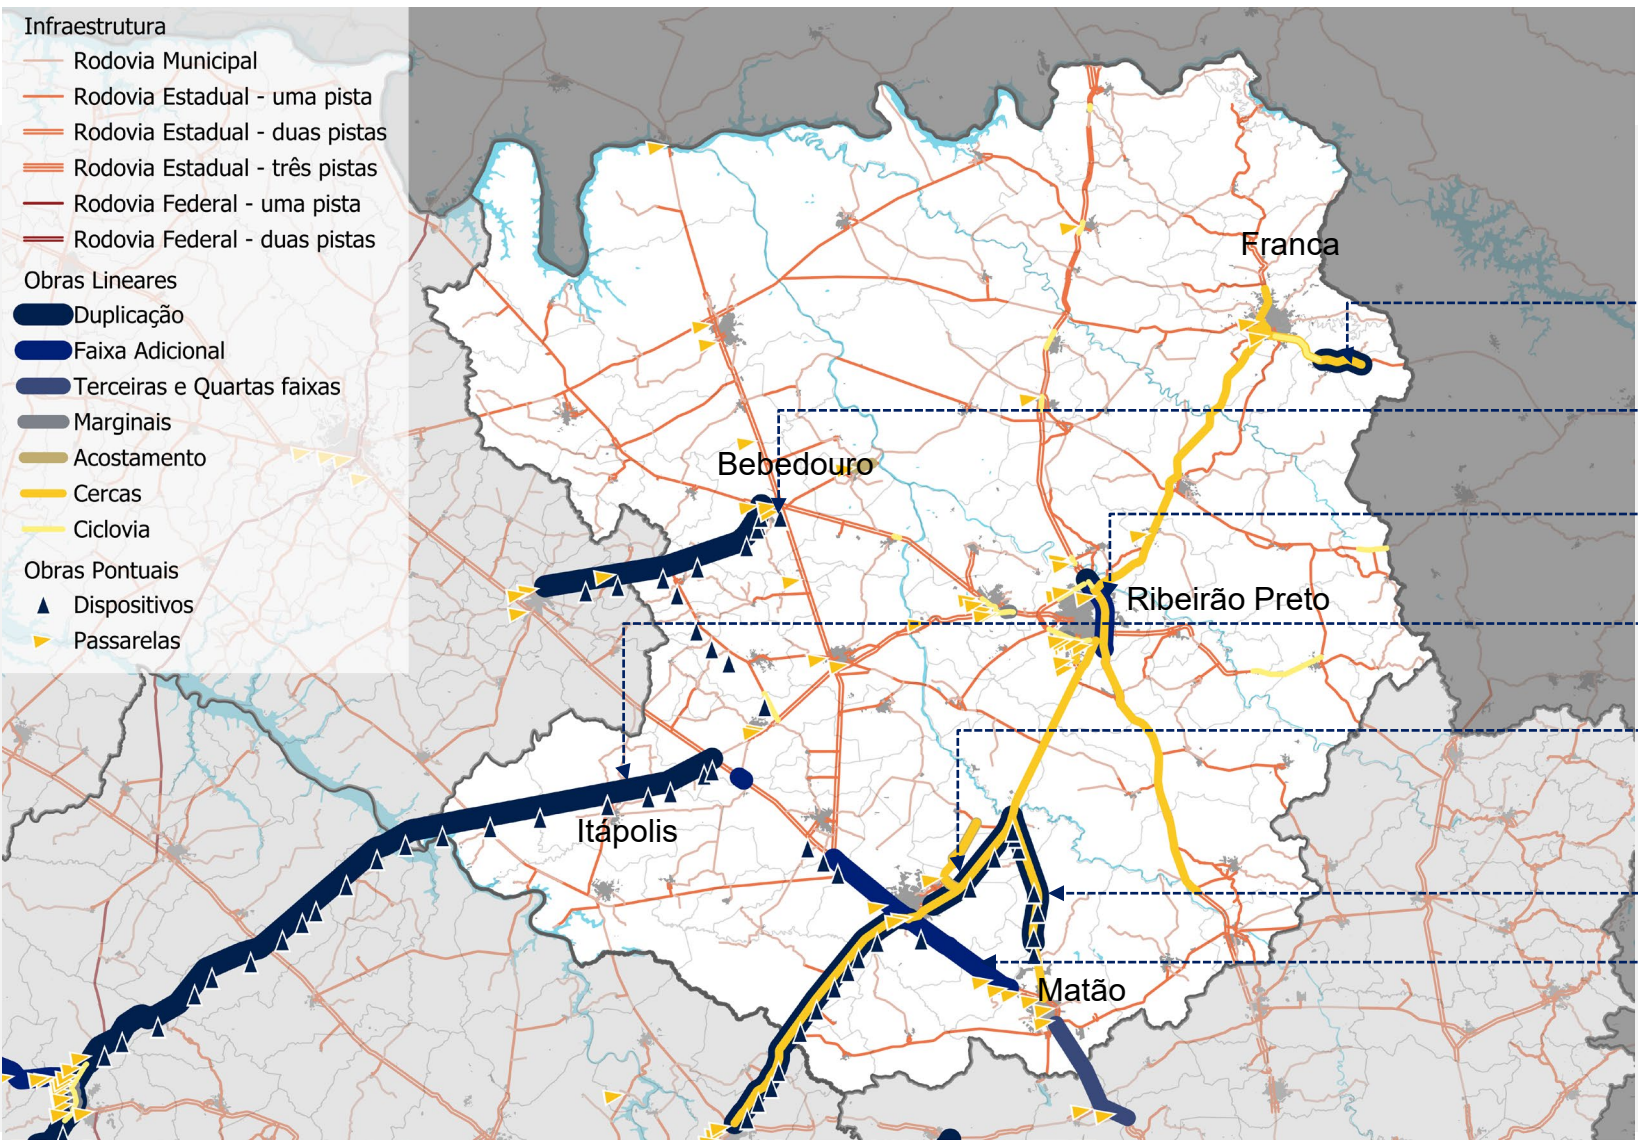 Infraestrutura
Rodovia Municipal
Rodovia Estadual - uma pista
Rodovia Estadual - duas pistas
Rodovia Estadual - três pistas
Rodovia Federal - uma pista
Rodovia Federal - duas pistas
Obras Lineares
Duplicação
Faixa Adicional
Terceiras e Quartas faixas
Marginais
Acostamento
Cercas
Ciclovia
Obras Pontuais
Dispositivos
Passarelas
Franca
Bebedouro
Ribeirão Preto
Itápolis
Matão